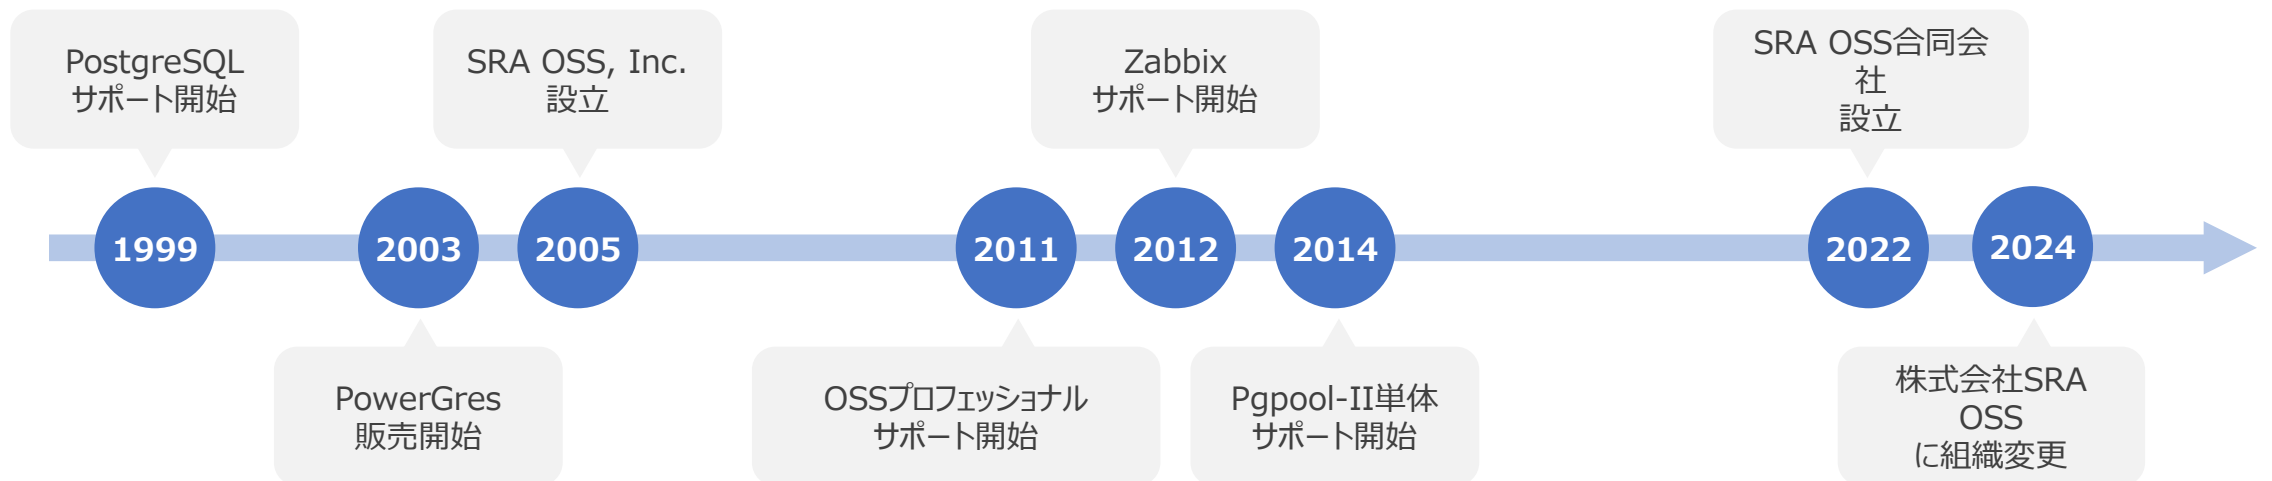 PostgreSQL
サポート開始
SRA OSS, Inc.
設立
Zabbix
サポート開始
SRA OSS合同会
社
設立
1999
2003
2005
2011
2012
2014
2022
2024
PowerGres
販売開始
OSSプロフェッショナル
サポート開始
Pgpool-II単体
サポート開始
株式会社SRA
OSS
に組織変更